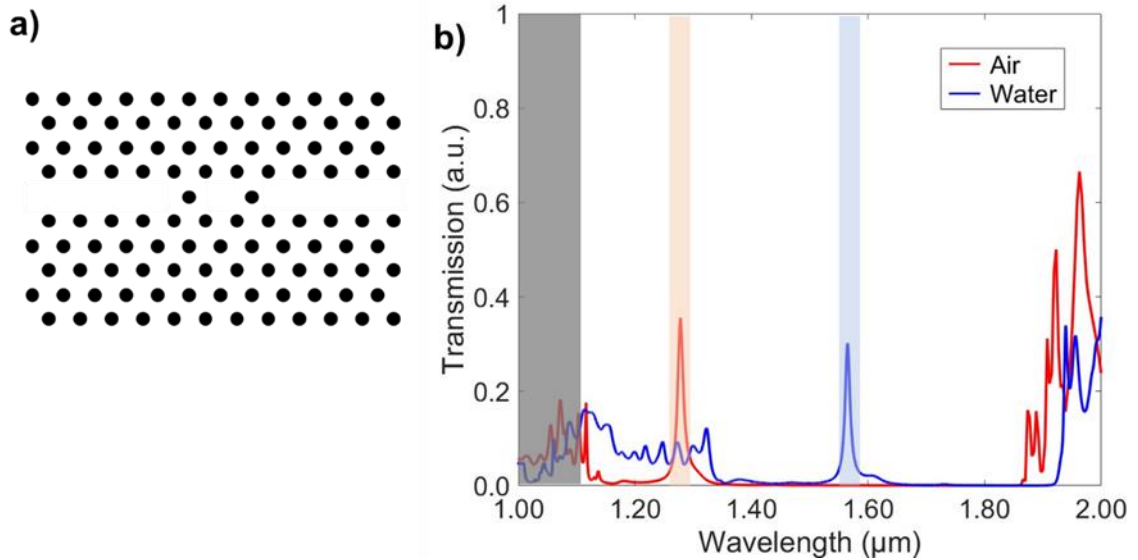 a)
b)
1
0.8
0.6
0.4
0.2
0.0
Transmission (a.u.)
Air
Water
1.00 1.20 1.40 1.60 1.80 2.00
Wavelength (µm)